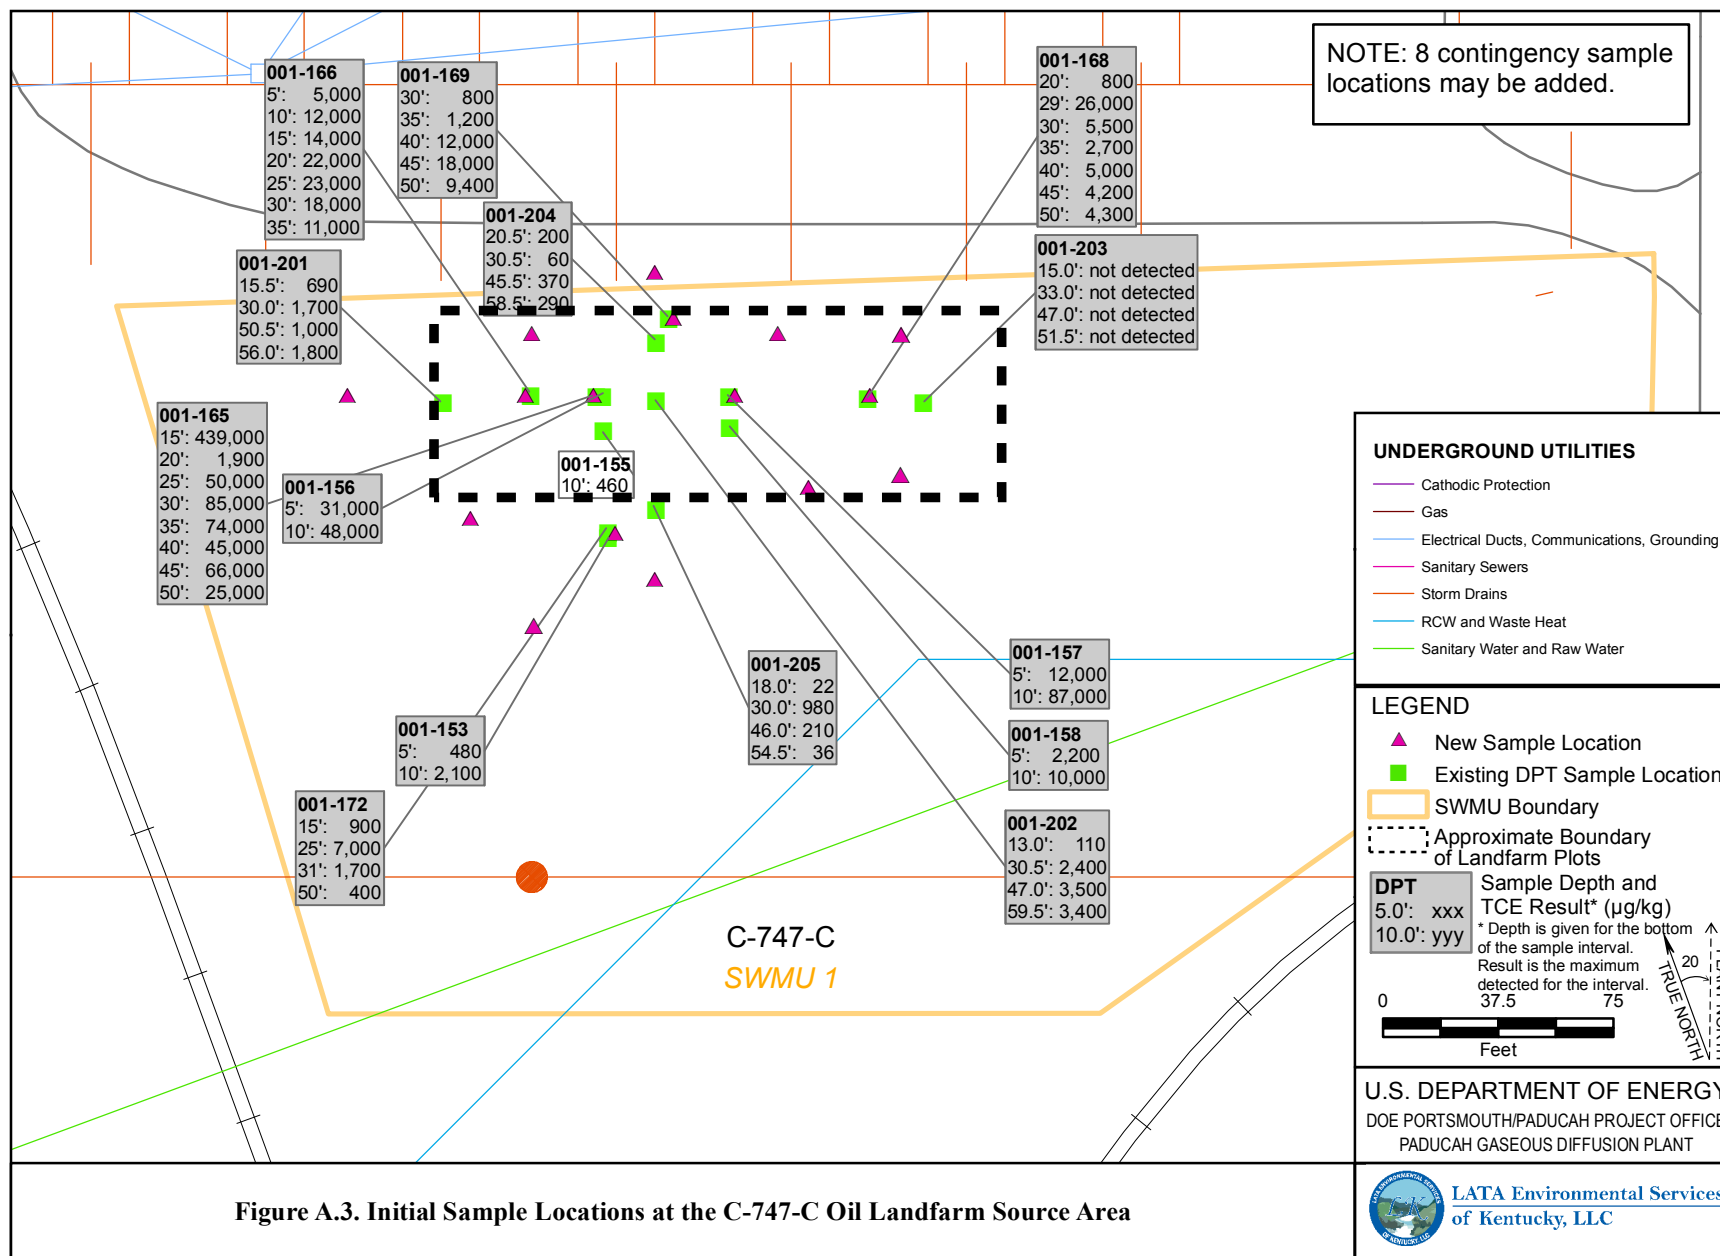 NOTE: 8 contingency sample
locations may be added.
001-166
5': 5,000
10': 12,000
15': 14,000
20': 22,000
25': 23,000
30': 18,000
35': 11,000
001-169
30': 800
35': 1,200
40': 12,000
45': 18,000
50': 9,400
001-168
20': 800
29': 26,000
30': 5,500
35': 2,700
40': 5,000
45': 4,200
50': 4,300
001-204
20.5': 200
30.5': 60
45.5': 370
58.5': 290
001-203
15.0': not detected
33.0': not detected
47.0': not detected
51.5': not detected
001-201
15.5': 690
30.0': 1,700
50.5': 1,000
56.0': 1,800
001-165
15': 439,000
20': 1,900
25': 50,000
30': 85,000
35': 74,000
40': 45,000
45': 66,000
50': 25,000
001-156
5': 31,000
10': 48,000
001-155
10': 460
001-157
5': 12,000
10': 87,000
001-205
18.0': 22
30.0': 980
46.0': 210
54.5': 36
001-153
5': 480
10': 2,100
001-158
5': 2,200
10': 10,000
001-172
15': 900
25': 7,000
31': 1,700
50': 400
001-202
13.0': 110
30.5': 2,400
47.0': 3,500
59.5': 3,400
C-747-C
SWMU 1
UNDERGROUND UTILITIES
Cathodic Protection
Gas
Electrical Ducts, Communications, Grounding
Sanitary Sewers
Storm Drains
RCW and Waste Heat
Sanitary Water and Raw Water
LEGEND
New Sample Location
Existing DPT Sample Location
SWMU Boundary
Approximate Boundary
of Landfarm Plots
DPT
5.0': xxx
10.0': yyy
Sample Depth and
TCE Result* (µg/kg)
* Depth is given for the bottom
of the sample interval.
Result is the maximum
detected for the interval.
20
TRUE NORTH
0 37.5 75
Feet
U.S. DEPARTMENT OF ENERGY
DOE PORTSMOUTH/PADUCAH PROJECT OFFICE
PADUCAH GASEOUS DIFFUSION PLANT
LATA Environmental Services
of Kentucky, LLC
Figure A.3. Initial Sample Locations at the C-747-C Oil Landfarm Source Area